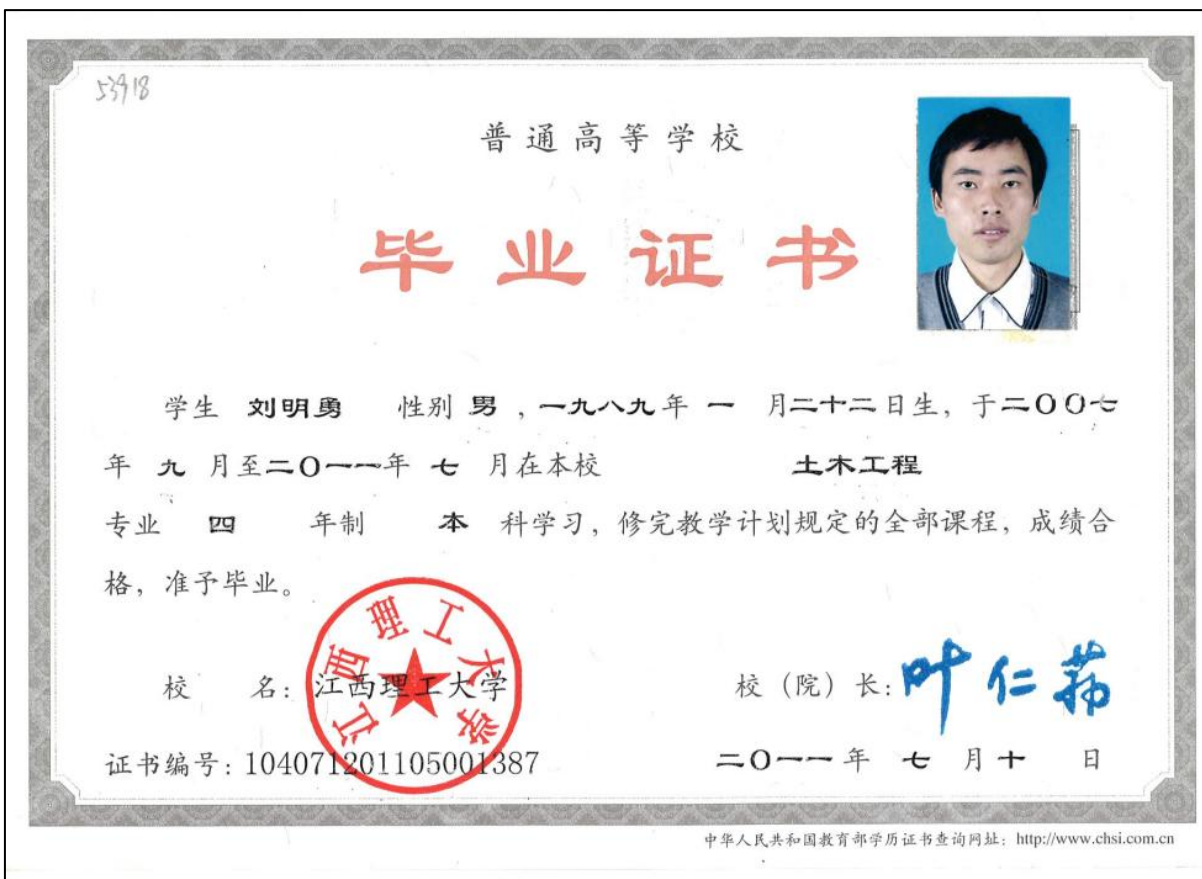 53918
普通高等学校
毕业证书
学生 刘明勇 性别 男，一九八九年 一 月二十二日生，于二〇〇七
年 九 月至二〇一一年 七 月在本校 土木工程
专业 四 年制 本 科学习，修完教学计划规定的全部课程，成绩合
格，准予毕业。
江西理工大学
校 名：江西理工大学 校（院）长：叶仁荪
证书编号：104071201105001387 二〇一一年 七 月十 日
中华人民共和国教育部学历证书查询网址：http://www.chsi.com.cn